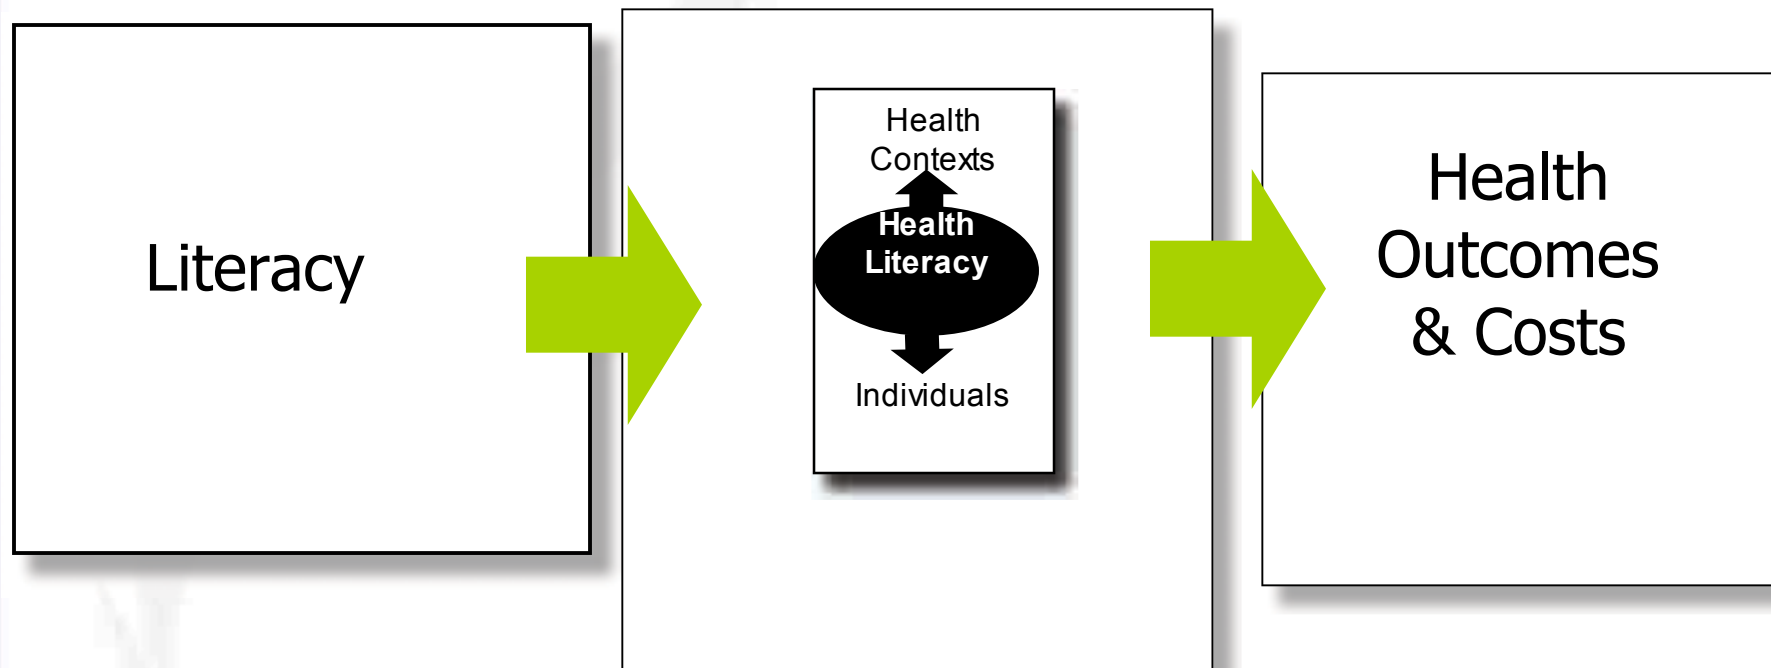 Literacy
Health
Contexts
Health
Literacy
Individuals
Health
Outcomes
& Costs